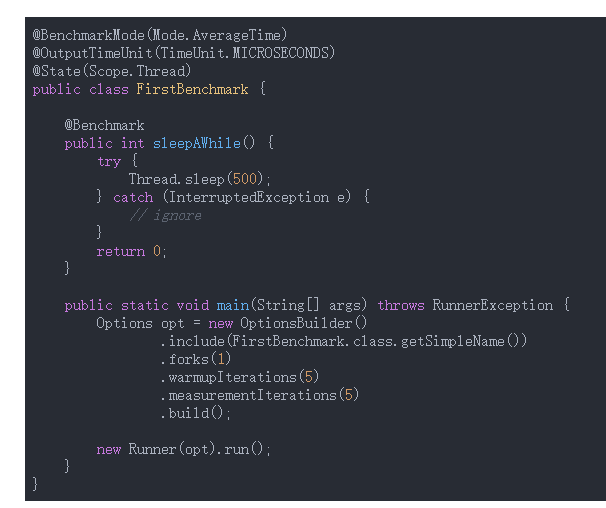 @BenchmarkMode(Mode.AverageTime)
@OutputTimeUnit(TimeUnit.MICROSECONDS)
@State(Scope.Thread)
public class FirstBenchmark {

    @Benchmark
    public int sleepAWhile() {
        try {
            Thread.sleep(500);
        } catch (InterruptedException e) {
            // ignore
        }
        return 0;
    }

    public static void main(String[] args) throws RunnerException {
        Options opt = new OptionsBuilder()
                .include(FirstBenchmark.class.getSimpleName())
                .forks(1)
                .warmupIterations(5)
                .measurementIterations(5)
                .build();

        new Runner(opt).run();
    }
}